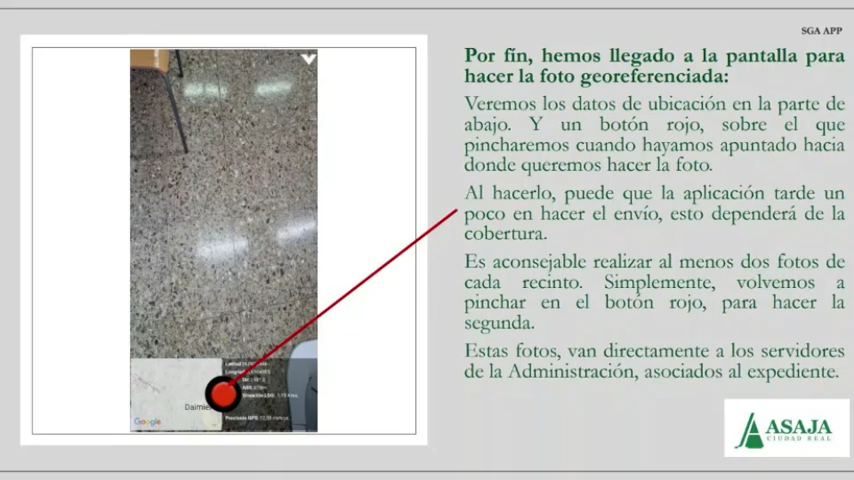 SGA APP
Por fín, hemos llegado a la pantalla para
hacer la foto georeferenciada:
Veremos los datos de ubicación en la parte de
abajo. Y un botón rojo, sobre el que
pincharemos cuando hayamos apuntado hacia
donde queremos hacer la foto.
Al hacerlo, puede que la aplicación tarde un
poco en hacer el envío, esto dependerá de la
cobertura.
Es aconsejable realizar al menos dos fotos de
cada recinto. Simplemente, volvemos a
pinchar en el botón rojo, para hacer la
segunda.
Estas fotos, van directamente a los servidores
de la Administración, asociados al expediente.
Google
ASAJA
CIUDAD REAL